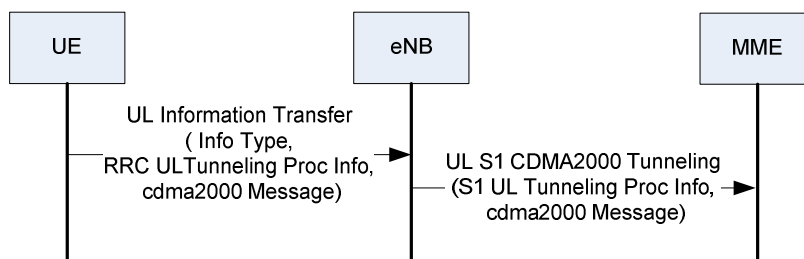 UE
eNB
MME
UL Information Transfer
( Info Type,
RRC ULTunneling Proc Info,
cdma2000 Message)
UL S1 CDMA2000 Tunneling
(S1 UL Tunneling Proc Info,
cdma2000 Message)